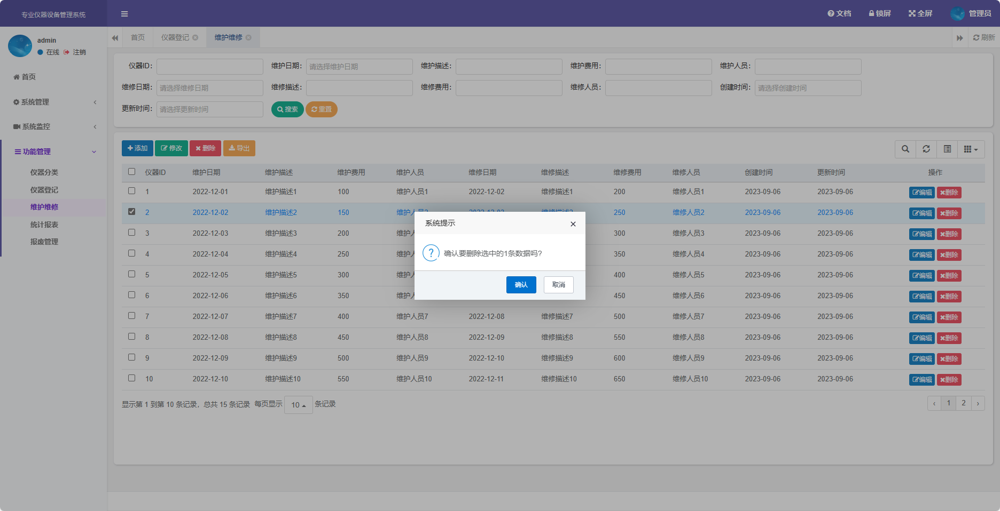 专业仪器设备管理系统
文档 锁屏 全屏 管理员
admin
在线 注销
首页 仪器登记 维护维修 刷新
首页
系统管理
系统监控
功能管理
仪器分类
仪器登记
维护维修
统计报表
报废管理
仪器ID： 维护日期： 请选择维护日期 维护描述： 维护费用： 维护人员：
维修日期： 请选择维修日期 维修描述： 维修费用： 维修人员： 创建时间： 请选择创建时间
更新时间： 请选择更新时间 搜索 重置
添加 修改 删除 导出
仪器ID 维护日期 维护描述 维护费用 维护人员 维修日期 维修描述 维修费用 维修人员 创建时间 更新时间 操作
1 2022-12-01 维护描述1 100 维护人员1 2022-12-02 维修描述1 200 维修人员1 2023-09-06 2023-09-06 编辑 删除
2 2022-12-02 维护描述2 150 维护人员2 2022-12-03 维修描述2 250 维修人员2 2023-09-06 2023-09-06 编辑 删除
3 2022-12-03 维护描述3 200 维护 300 维修人员3 2023-09-06 2023-09-06 编辑 删除
4 2022-12-04 维护描述4 250 维护 350 维修人员4 2023-09-06 2023-09-06 编辑 删除
5 2022-12-05 维护描述5 300 维护 400 维修人员5 2023-09-06 2023-09-06 编辑 删除
6 2022-12-06 维护描述6 350 维护 450 维修人员6 2023-09-06 2023-09-06 编辑 删除
7 2022-12-07 维护描述7 400 维护人员7 2022-12-08 维修描述7 500 维修人员7 2023-09-06 2023-09-06 编辑 删除
8 2022-12-08 维护描述8 450 维护人员8 2022-12-09 维修描述8 550 维修人员8 2023-09-06 2023-09-06 编辑 删除
9 2022-12-09 维护描述9 500 维护人员9 2022-12-10 维修描述9 600 维修人员9 2023-09-06 2023-09-06 编辑 删除
10 2022-12-10 维护描述10 550 维护人员10 2022-12-11 维修描述10 650 维修人员10 2023-09-06 2023-09-06 编辑 删除
显示第 1 到第 10 条记录，总共 15 条记录 每页显示 10 条记录 ‹ 1 2 ›
系统提示 ×
? 确认要删除选中的1条数据吗?
确认 取消